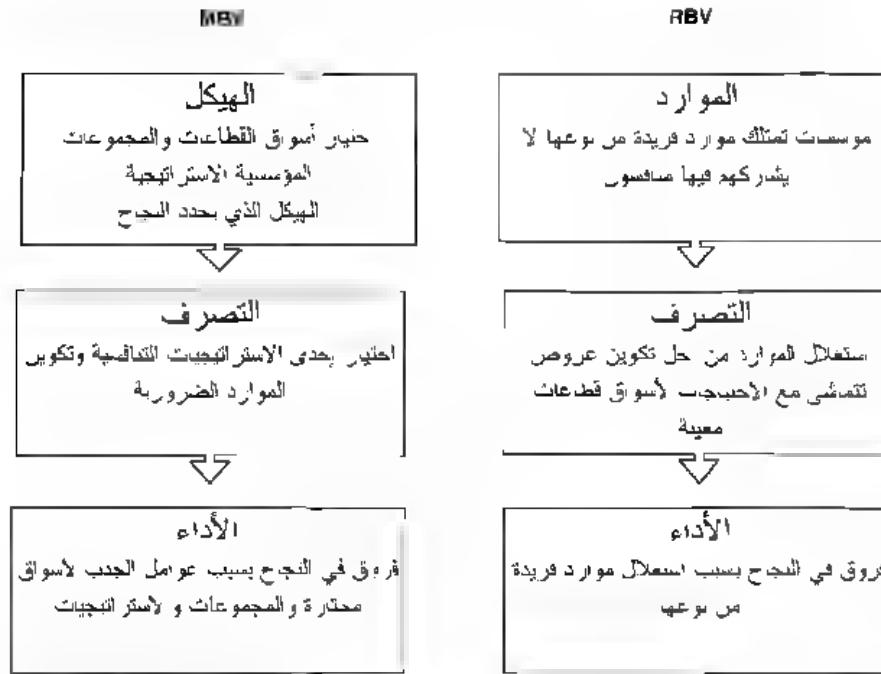 MBV
الهيكل
حتيار أسواق القطاعات والمجموعات
المؤسسية الاستراتيجية
الهيكل الذي يحدد النجاح
التصرف
اختيار إحدى الاستراتيجيات التنافسية وتكوين
الموارد الضرورية
الأداء
فروق في النجاح بسبب عوامل الجذب لأسواق
مختارة والمجموعات والاستراتيجيات
RBV
الموارد
موسسات تمتلك موارد فريدة من نوعها لا
يشاركهم فيها منافسون
التصرف
استغلال الموارد من حل تكوين عروض
تتماشى مع الاحتياجات لأسواق قطاعات
معينة
الأداء
فروق في النجاح بسبب استغلال موارد فريدة
من نوعها